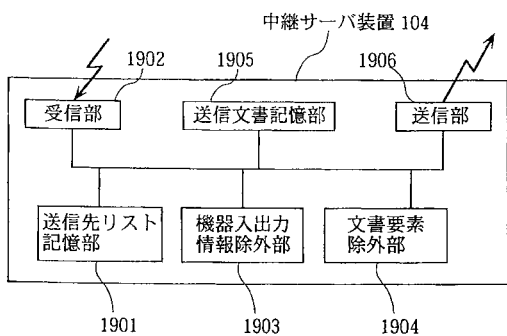 中継サーバ装置 104
1902
1905
1906
受信部
送信文書記憶部
送信部
送信先リスト
記憶部
機器入出力
情報除外部
文書要素
除外部
1901
1903
1904